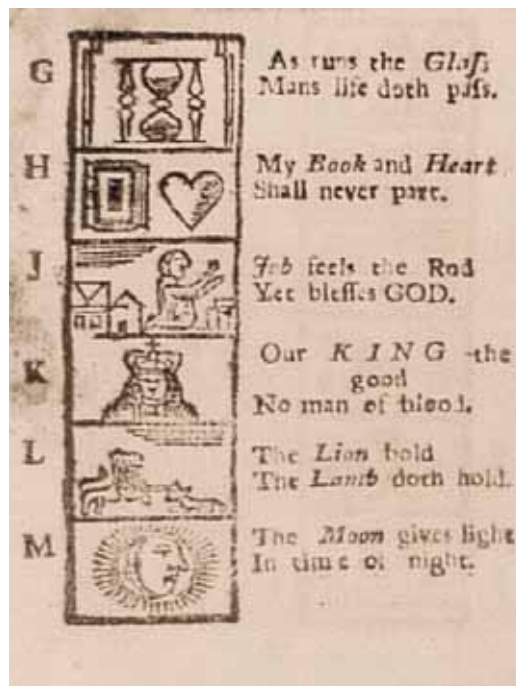 G
As runs the Glaſs
Mans life doth paſs.
H
My Book and Heart
Shall never part.
J
Job feels the Rod
Yet bleſſes GOD.
K
Our KING the
good
No man of blood.
L
The Lion bold
The Lamb doth hold.
M
The Moon gives light
In time of night.